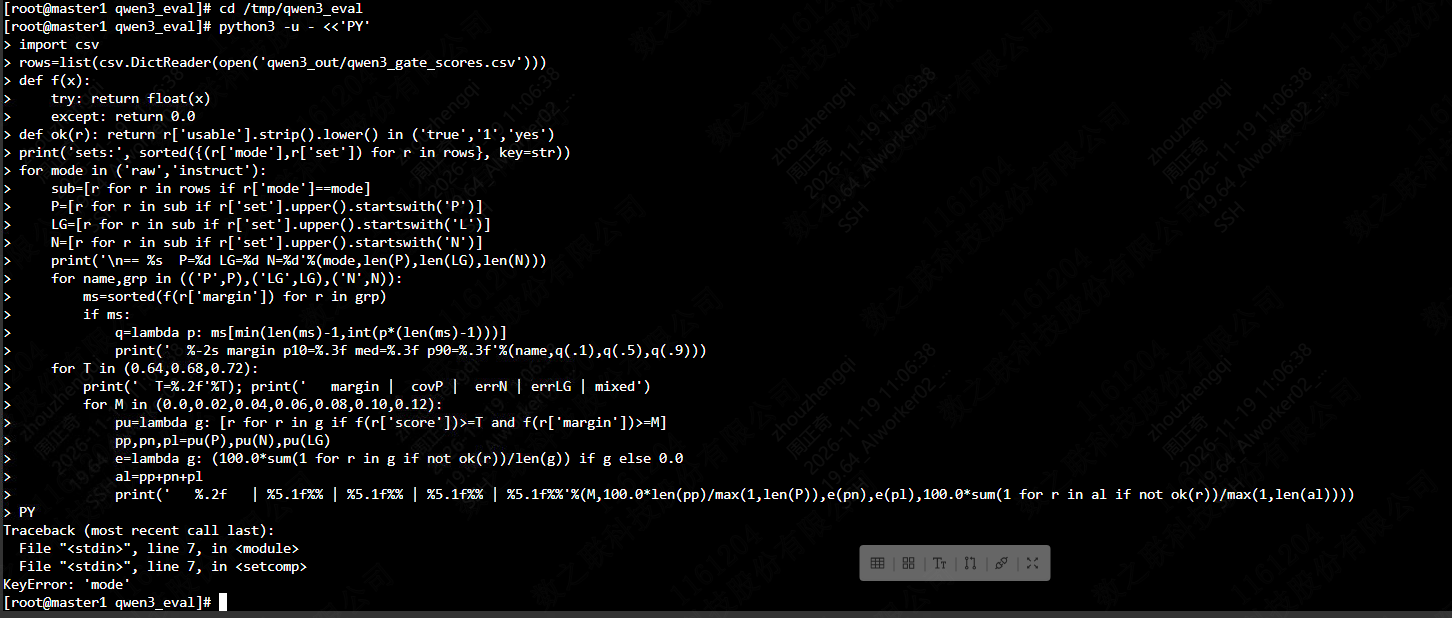 [root@master1 qwen3_eval]# cd /tmp/qwen3_eval
[root@master1 qwen3_eval]# python3 -u - <<'PY'
> import csv
> rows=list(csv.DictReader(open('qwen3_out/qwen3_gate_scores.csv')))
> def f(x):
>     try: return float(x)
>     except: return 0.0
> def ok(r): return r['usable'].strip().lower() in ('true','1','yes')
> print('sets:', sorted({(r['mode'],r['set']) for r in rows}, key=str))
> for mode in ('raw','instruct'):
>     sub=[r for r in rows if r['mode']==mode]
>     P=[r for r in sub if r['set'].upper().startswith('P')]
>     LG=[r for r in sub if r['set'].upper().startswith('L')]
>     N=[r for r in sub if r['set'].upper().startswith('N')]
>     print('\n== %s  P=%d LG=%d N=%d'%(mode,len(P),len(LG),len(N)))
>     for name,grp in (('P',P),('LG',LG),('N',N)):
>         ms=sorted(f(r['margin']) for r in grp)
>         if ms:
>             q=lambda p: ms[min(len(ms)-1,int(p*(len(ms)-1)))]
>             print('  %-2s margin p10=%.3f med=%.3f p90=%.3f'%(name,q(.1),q(.5),q(.9)))
>     for T in (0.64,0.68,0.72):
>         print('  T=%.2f'%T); print('   margin |  covP |  errN | errLG | mixed')
>         for M in (0.0,0.02,0.04,0.06,0.08,0.10,0.12):
>             pu=lambda g: [r for r in g if f(r['score'])>=T and f(r['margin'])>=M]
>             pp,pn,pl=pu(P),pu(N),pu(LG)
>             e=lambda g: (100.0*sum(1 for r in g if not ok(r))/len(g)) if g else 0.0
>             al=pp+pn+pl
>             print('   %.2f   | %5.1f%% | %5.1f%% | %5.1f%% | %5.1f%%'%(M,100.0*len(pp)/max(1,len(P)),e(pn),e(pl),100.0*sum(1 for r in al if not ok(r))/max(1,len(al))))
> PY
Traceback (most recent call last):
  File "<stdin>", line 7, in <module>
  File "<stdin>", line 7, in <setcomp>
KeyError: 'mode'
[root@master1 qwen3_eval]#
zhouzhengqi
周正奇
2026-11-19 11:06:38
19.64_AIworker02_...
SSH